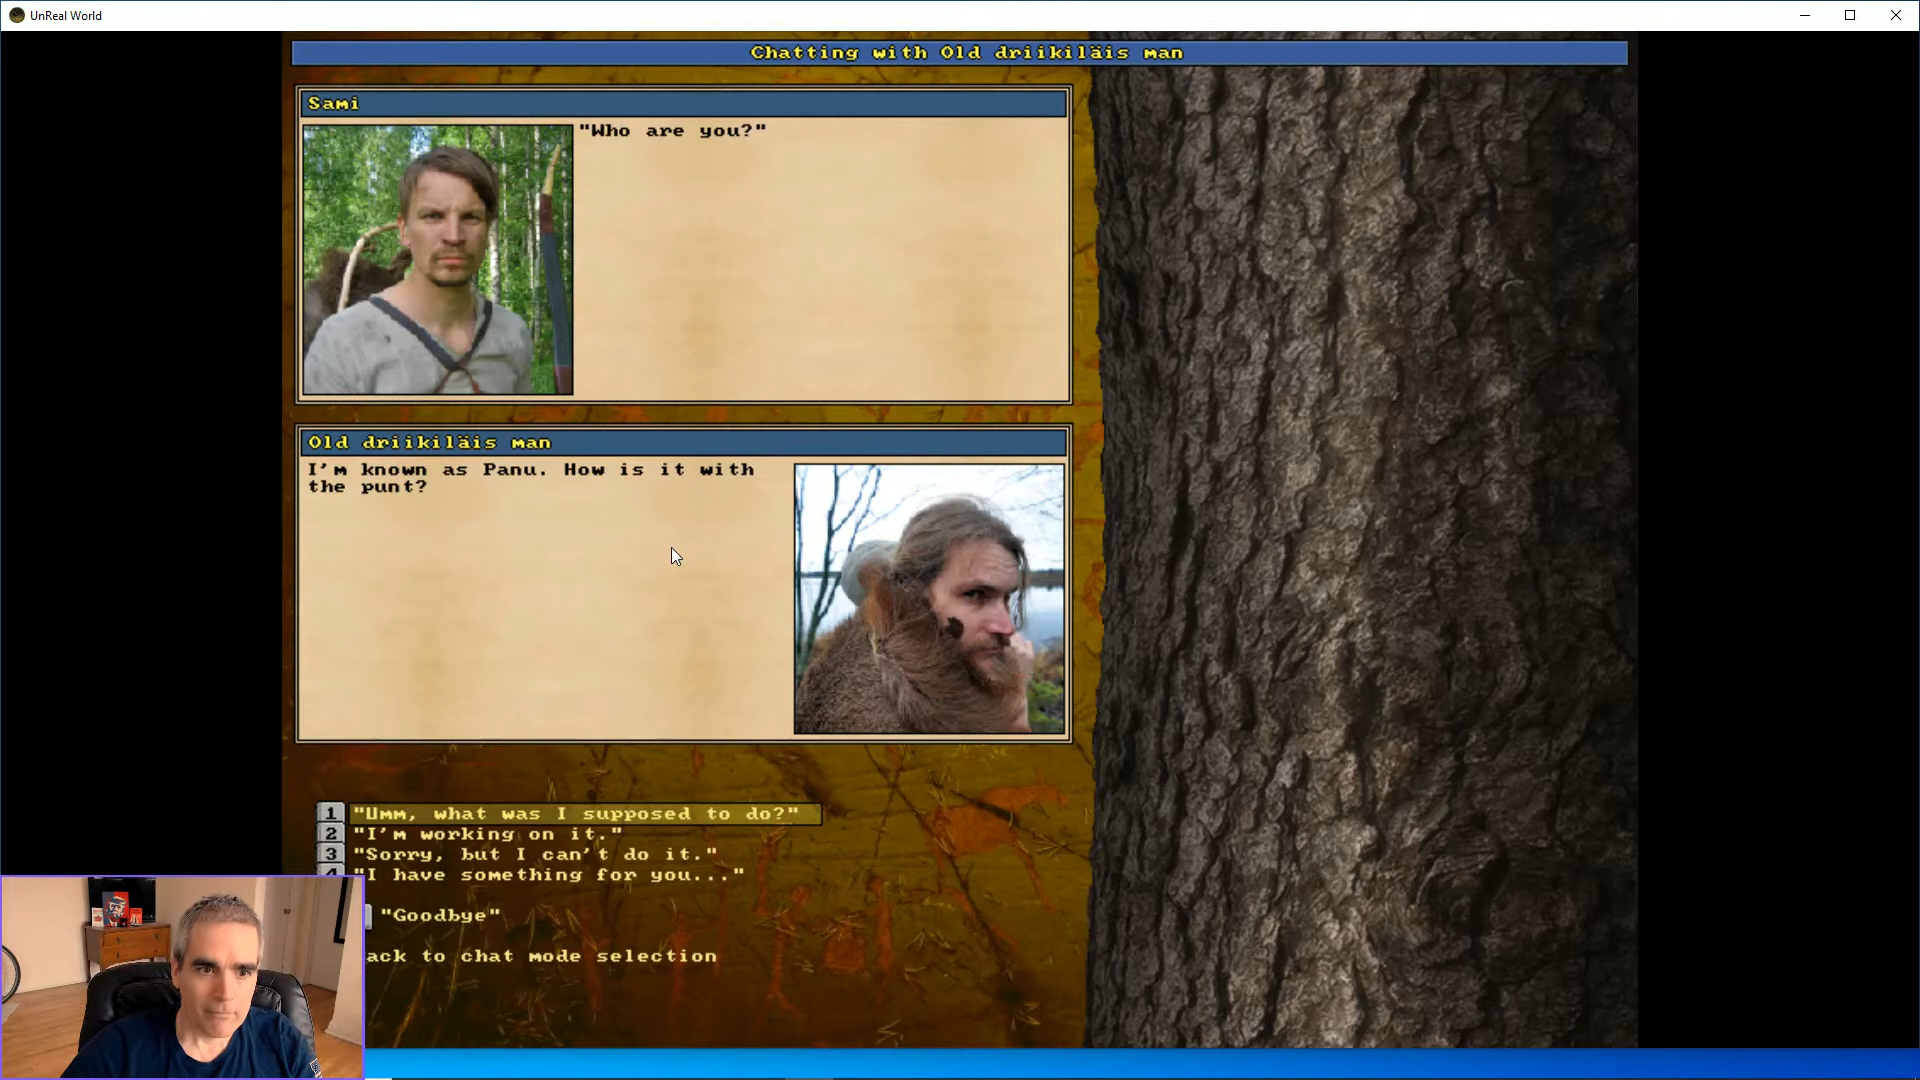 UnReal World
Chatting with Old driikiläis man
Sami
"Who are you?"
Old driikiläis man
I'm known as Panu. How is it with
the punt?
1 "Umm, what was I supposed to do?"
2 "I'm working on it."
3 "Sorry, but I can't do it."
4 "I have something for you..."
"Goodbye"
ack to chat mode selection